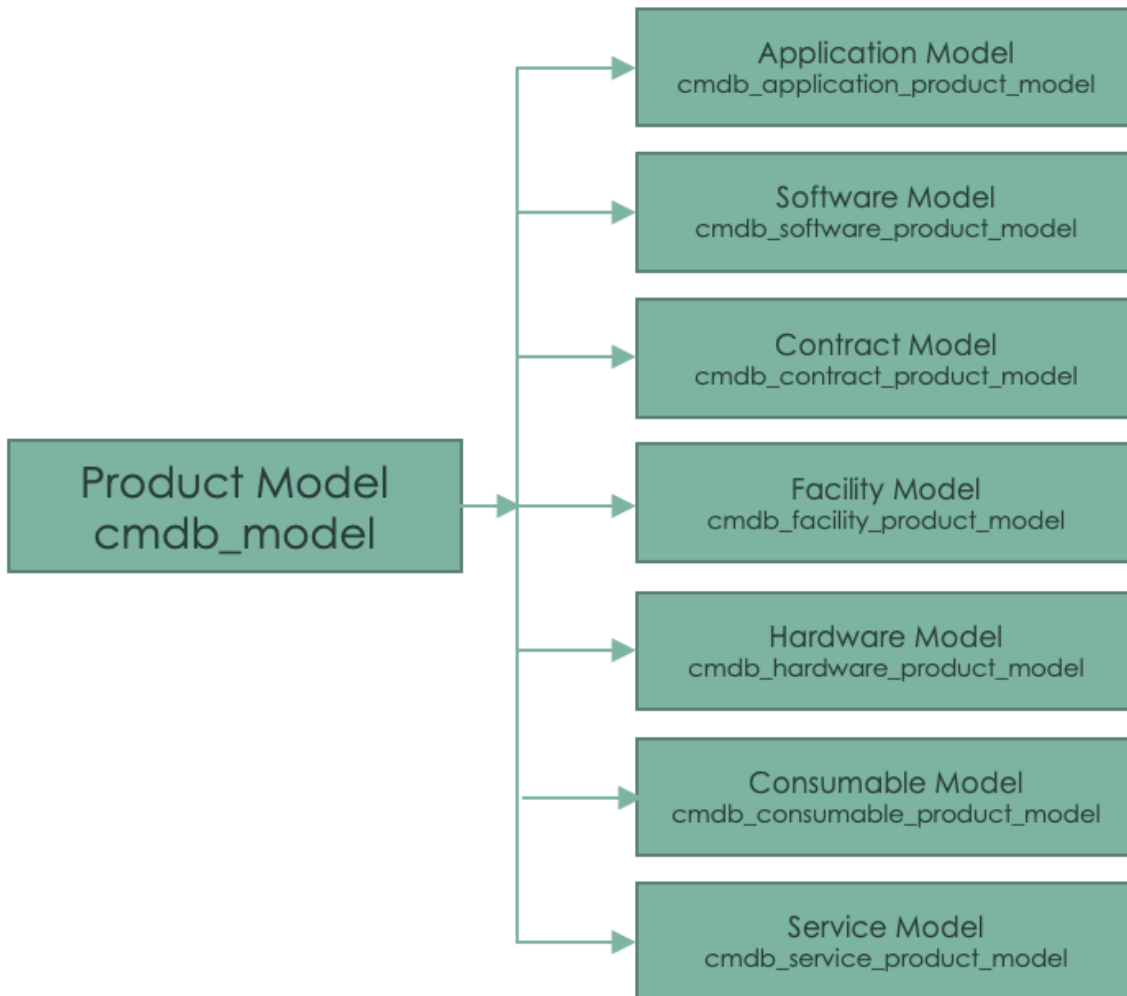 Application Model
cmdb_application_product_model
Software Model
cmdb_software_product_model
Contract Model
cmdb_contract_product_model
Product Model
cmdb_model
Facility Model
cmdb_facility_product_model
Hardware Model
cmdb_hardware_product_model
Consumable Model
cmdb_consumable_product_model
Service Model
cmdb_service_product_model